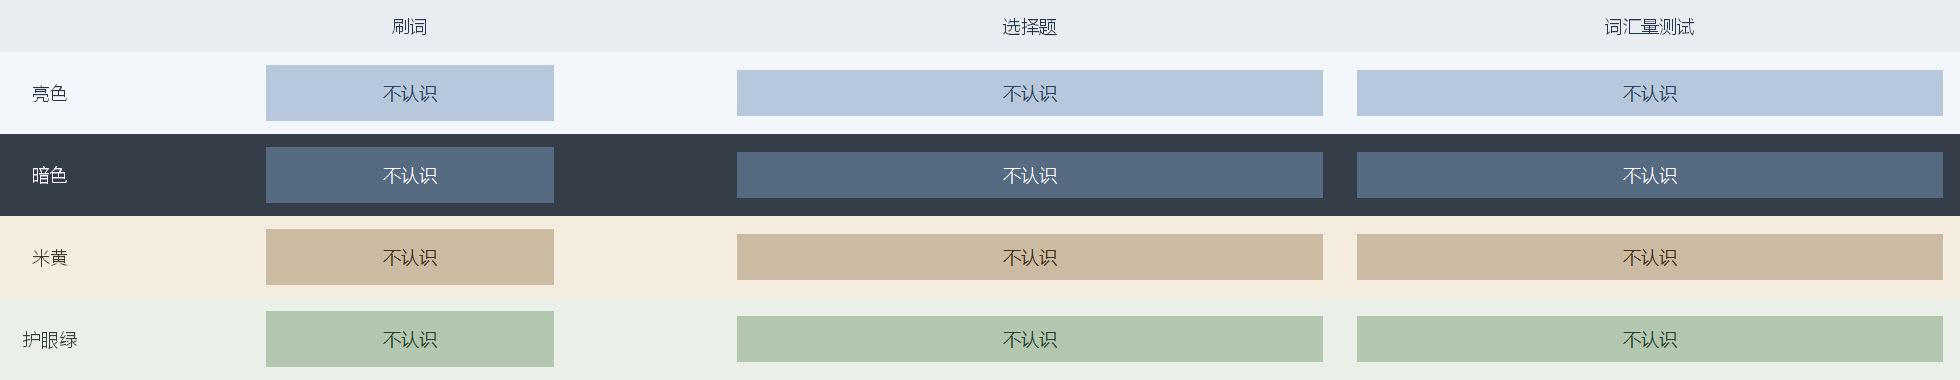 刷词 选择题 词汇量测试
亮色 不认识 不认识 不认识
暗色 不认识 不认识 不认识
米黄 不认识 不认识 不认识
护眼绿 不认识 不认识 不认识